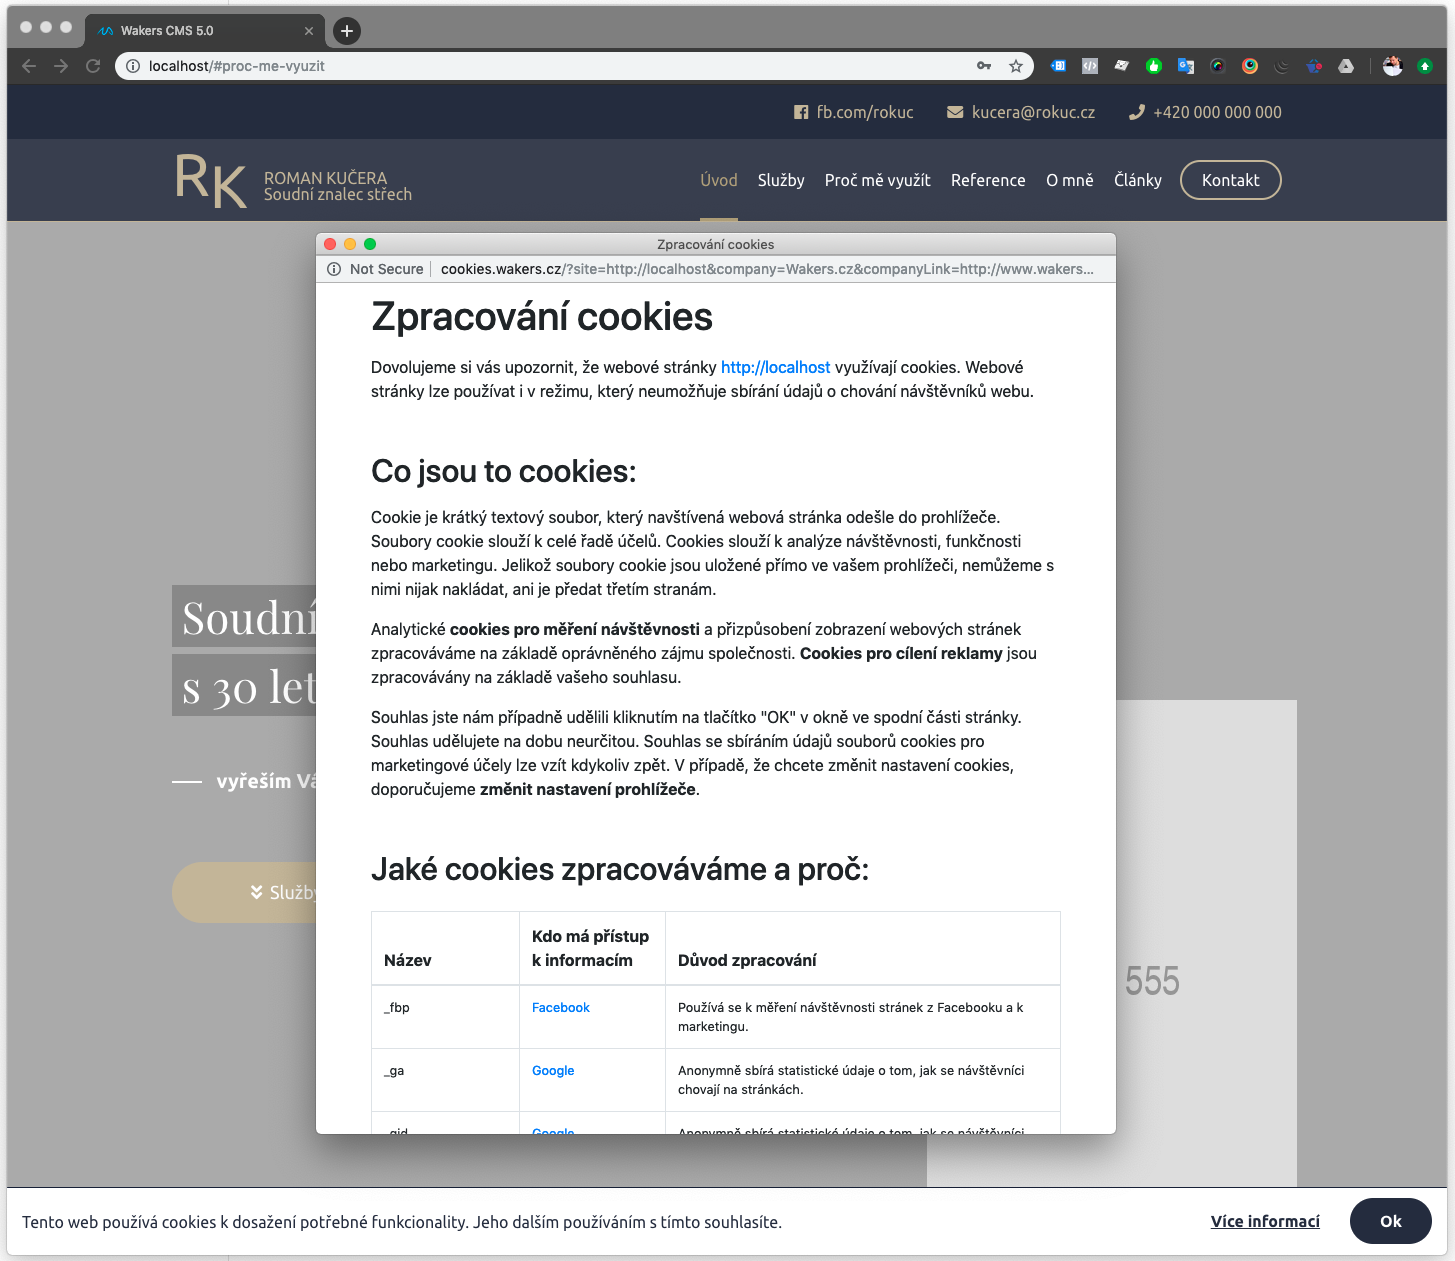 Wakers CMS 5.0
localhost/#proc-me-vyuzit
fb.com/rokuc
kucera@rokuc.cz
+420 000 000 000
RK
ROMAN KUČERA
Soudní znalec střech
Úvod
Služby
Proč mě využít
Reference
O mně
Články
Kontakt
Zpracování cookies
Not Secure
cookies.wakers.cz/?site=http://localhost&company=Wakers.cz&companyLink=http://www.wakers...
Zpracování cookies
Dovolujeme si vás upozornit, že webové stránky http://localhost využívají cookies. Webové
stránky lze používat i v režimu, který neumožňuje sbírání údajů o chování návštěvníků webu.
Co jsou to cookies:
Cookie je krátký textový soubor, který navštívená webová stránka odešle do prohlížeče.
Soubory cookie slouží k celé řadě účelů. Cookies slouží k analýze návštěvnosti, funkčnosti
nebo marketingu. Jelikož soubory cookie jsou uložené přímo ve vašem prohlížeči, nemůžeme s
nimi nijak nakládat, ani je předat třetím stranám.
Analytické cookies pro měření návštěvnosti a přizpůsobení zobrazení webových stránek
zpracováváme na základě oprávněného zájmu společnosti. Cookies pro cílení reklamy jsou
zpracovávány na základě vašeho souhlasu.
Souhlas jste nám případně udělili kliknutím na tlačítko "OK" v okně ve spodní části stránky.
Souhlas udělujete na dobu neurčitou. Souhlas se sbíráním údajů souborů cookies pro
marketingové účely lze vzít kdykoliv zpět. V případě, že chcete změnit nastavení cookies,
doporučujeme změnit nastavení prohlížeče.
Jaké cookies zpracováváme a proč:
Název
Kdo má přístup
k informacím
Důvod zpracování
_fbp
Facebook
Používá se k měření návštěvnosti stránek z Facebooku a k
marketingu.
_ga
Google
Anonymně sbírá statistické údaje o tom, jak se návštěvníci
chovají na stránkách.
_gid
Google
Anonymně sbírá statistické údaje o tom, jak se návštěvníci
Soudní
s 30 let
vyřeším Vá
Služby
555
Tento web používá cookies k dosažení potřebné funkcionality. Jeho dalším používáním s tímto souhlasíte.
Více informací
Ok